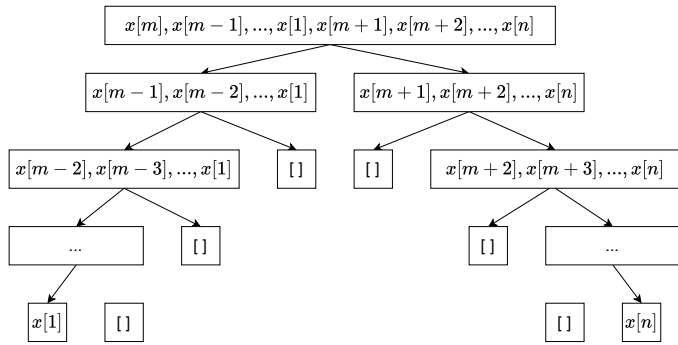 x[m], x[m − 1], ..., x[1], x[m + 1], x[m + 2], ..., x[n]
x[m − 1], x[m − 2], ..., x[1]
x[m + 1], x[m + 2], ..., x[n]
x[m − 2], x[m − 3], ..., x[1]
[ ]
[ ]
x[m + 2], x[m + 3], ..., x[n]
...
[ ]
[ ]
...
x[1]
[ ]
[ ]
x[n]